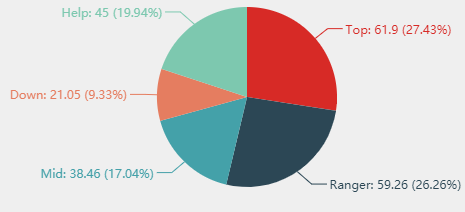 Help: 45 (19.94%)
Top: 61.9 (27.43%)
Down: 21.05 (9.33%)
Mid: 38.46 (17.04%)
Ranger: 59.26 (26.26%)